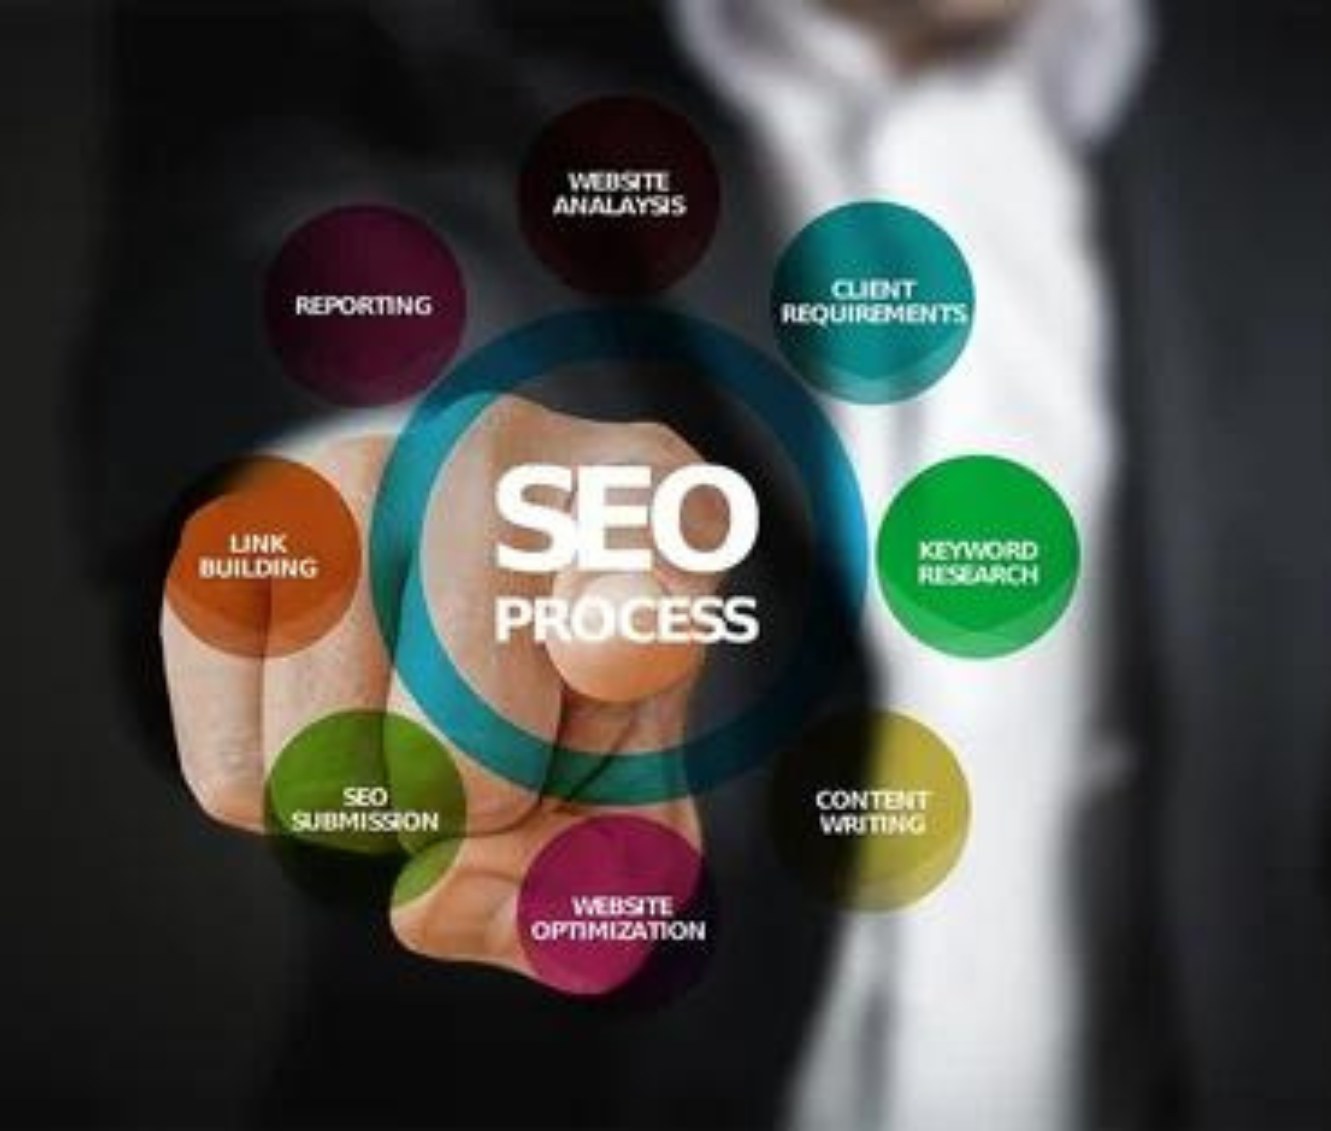 WEBSITE
ANALAYSIS
CLIENT
REQUIREMENTS
KEYWORD
RESEARCH
CONTENT
WRITING
WEBSITE
OPTIMIZATION
SEO
SUBMISSION
LINK
BUILDING
REPORTING
SEO
PROCESS